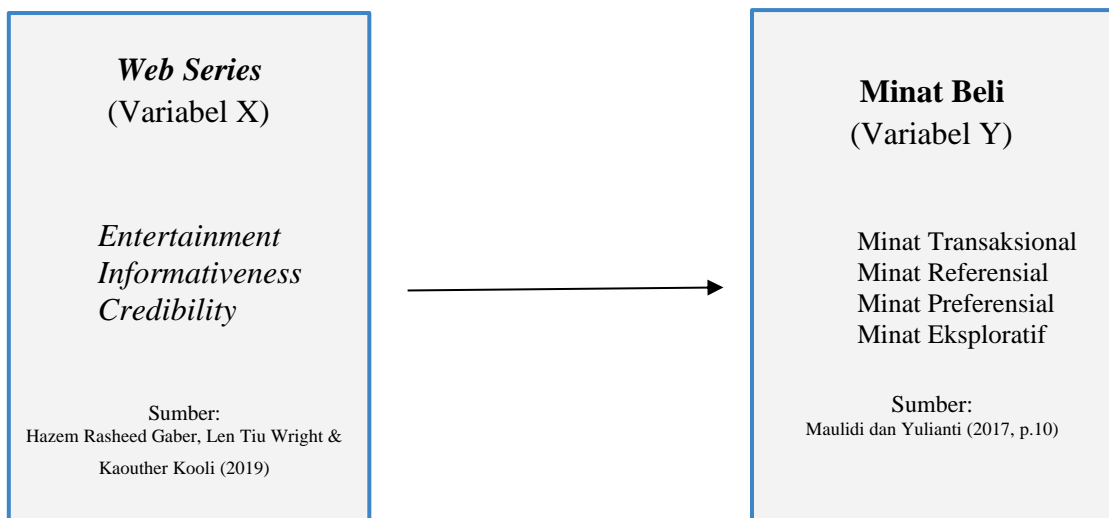 Web Series
(Variabel X)
Entertainment
Informativeness
Credibility
Sumber:
Hazem Rasheed Gaber, Len Tiu Wright &
Kaouther Kooli (2019)
Minat Beli
(Variabel Y)
Minat Transaksional
Minat Referensial
Minat Preferensial
Minat Eksploratif
Sumber:
Maulidi dan Yulianti (2017, p.10)